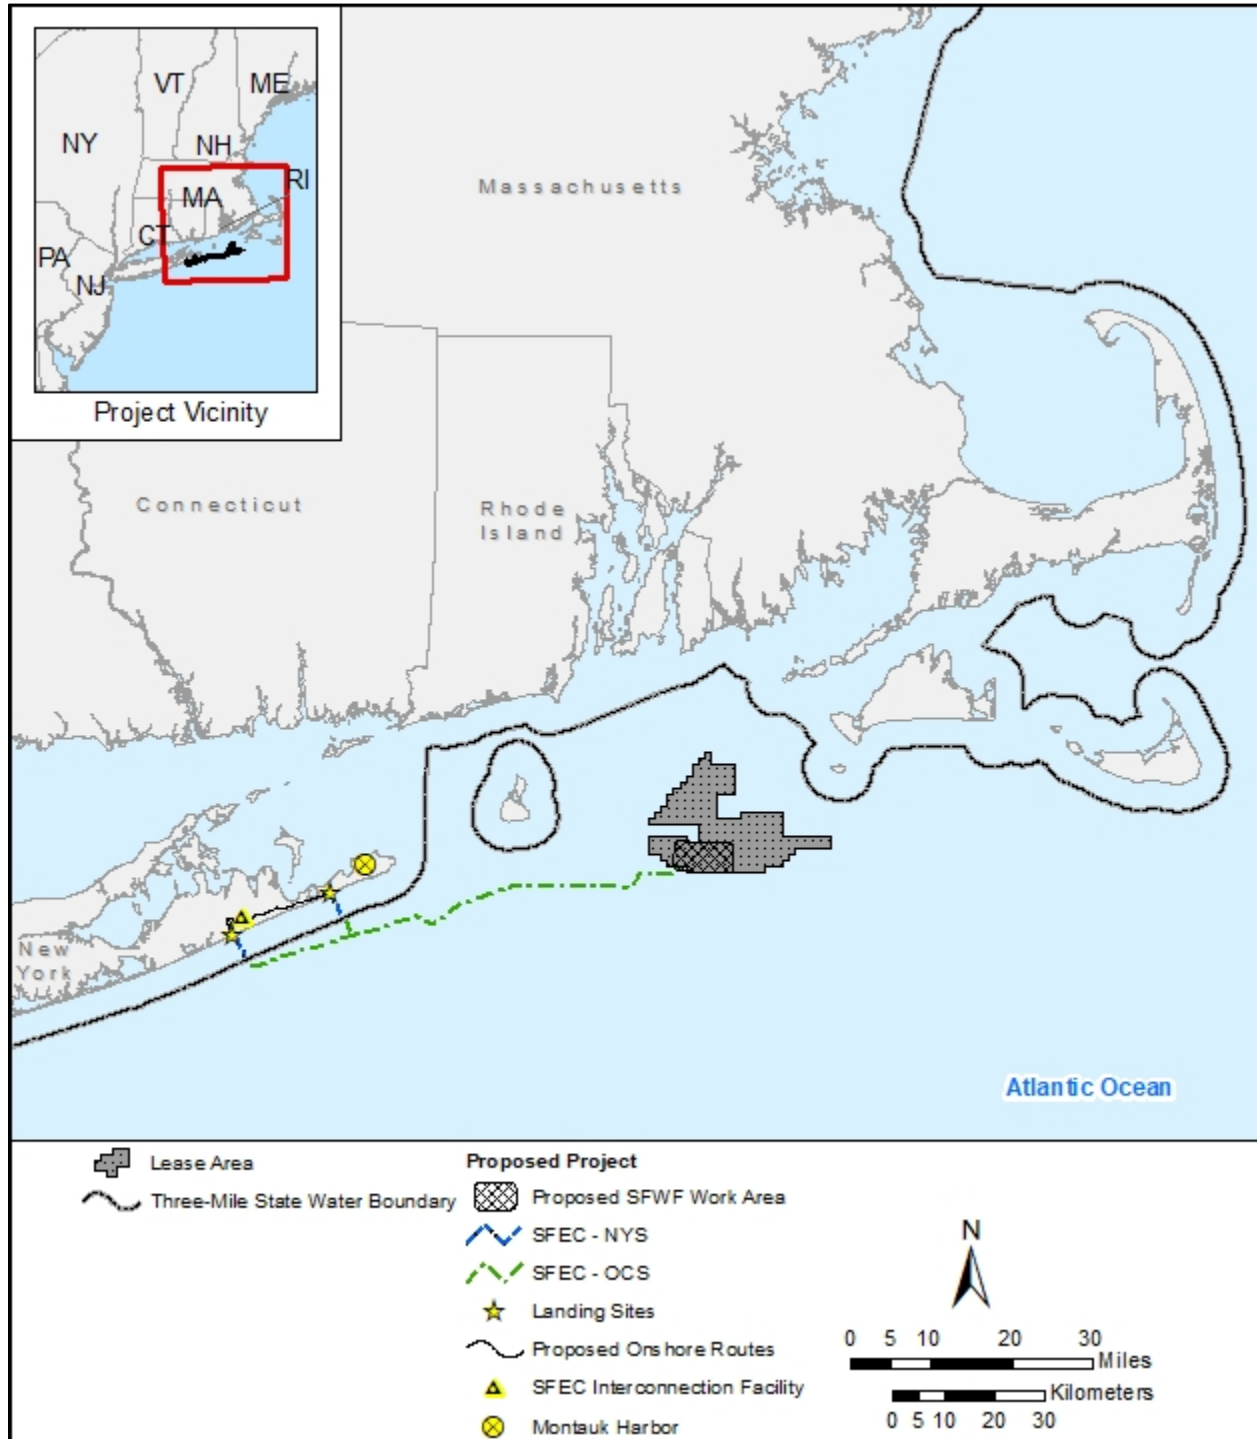 VT
ME
NY
NH
RI
MA
CT
PA
NJ
Project Vicinity
Massachusetts
Connecticut
Rhode
Island
New
York
Atlantic Ocean
Lease Area
Three-Mile State Water Boundary
Proposed Project
Proposed SFWF Work Area
SFEC - NYS
SFEC - OCS
Landing Sites
Proposed Onshore Routes
SFEC Interconnection Facility
Montauk Harbor
N
0 5 10 20 30
Miles
Kilometers
0 5 10 20 30